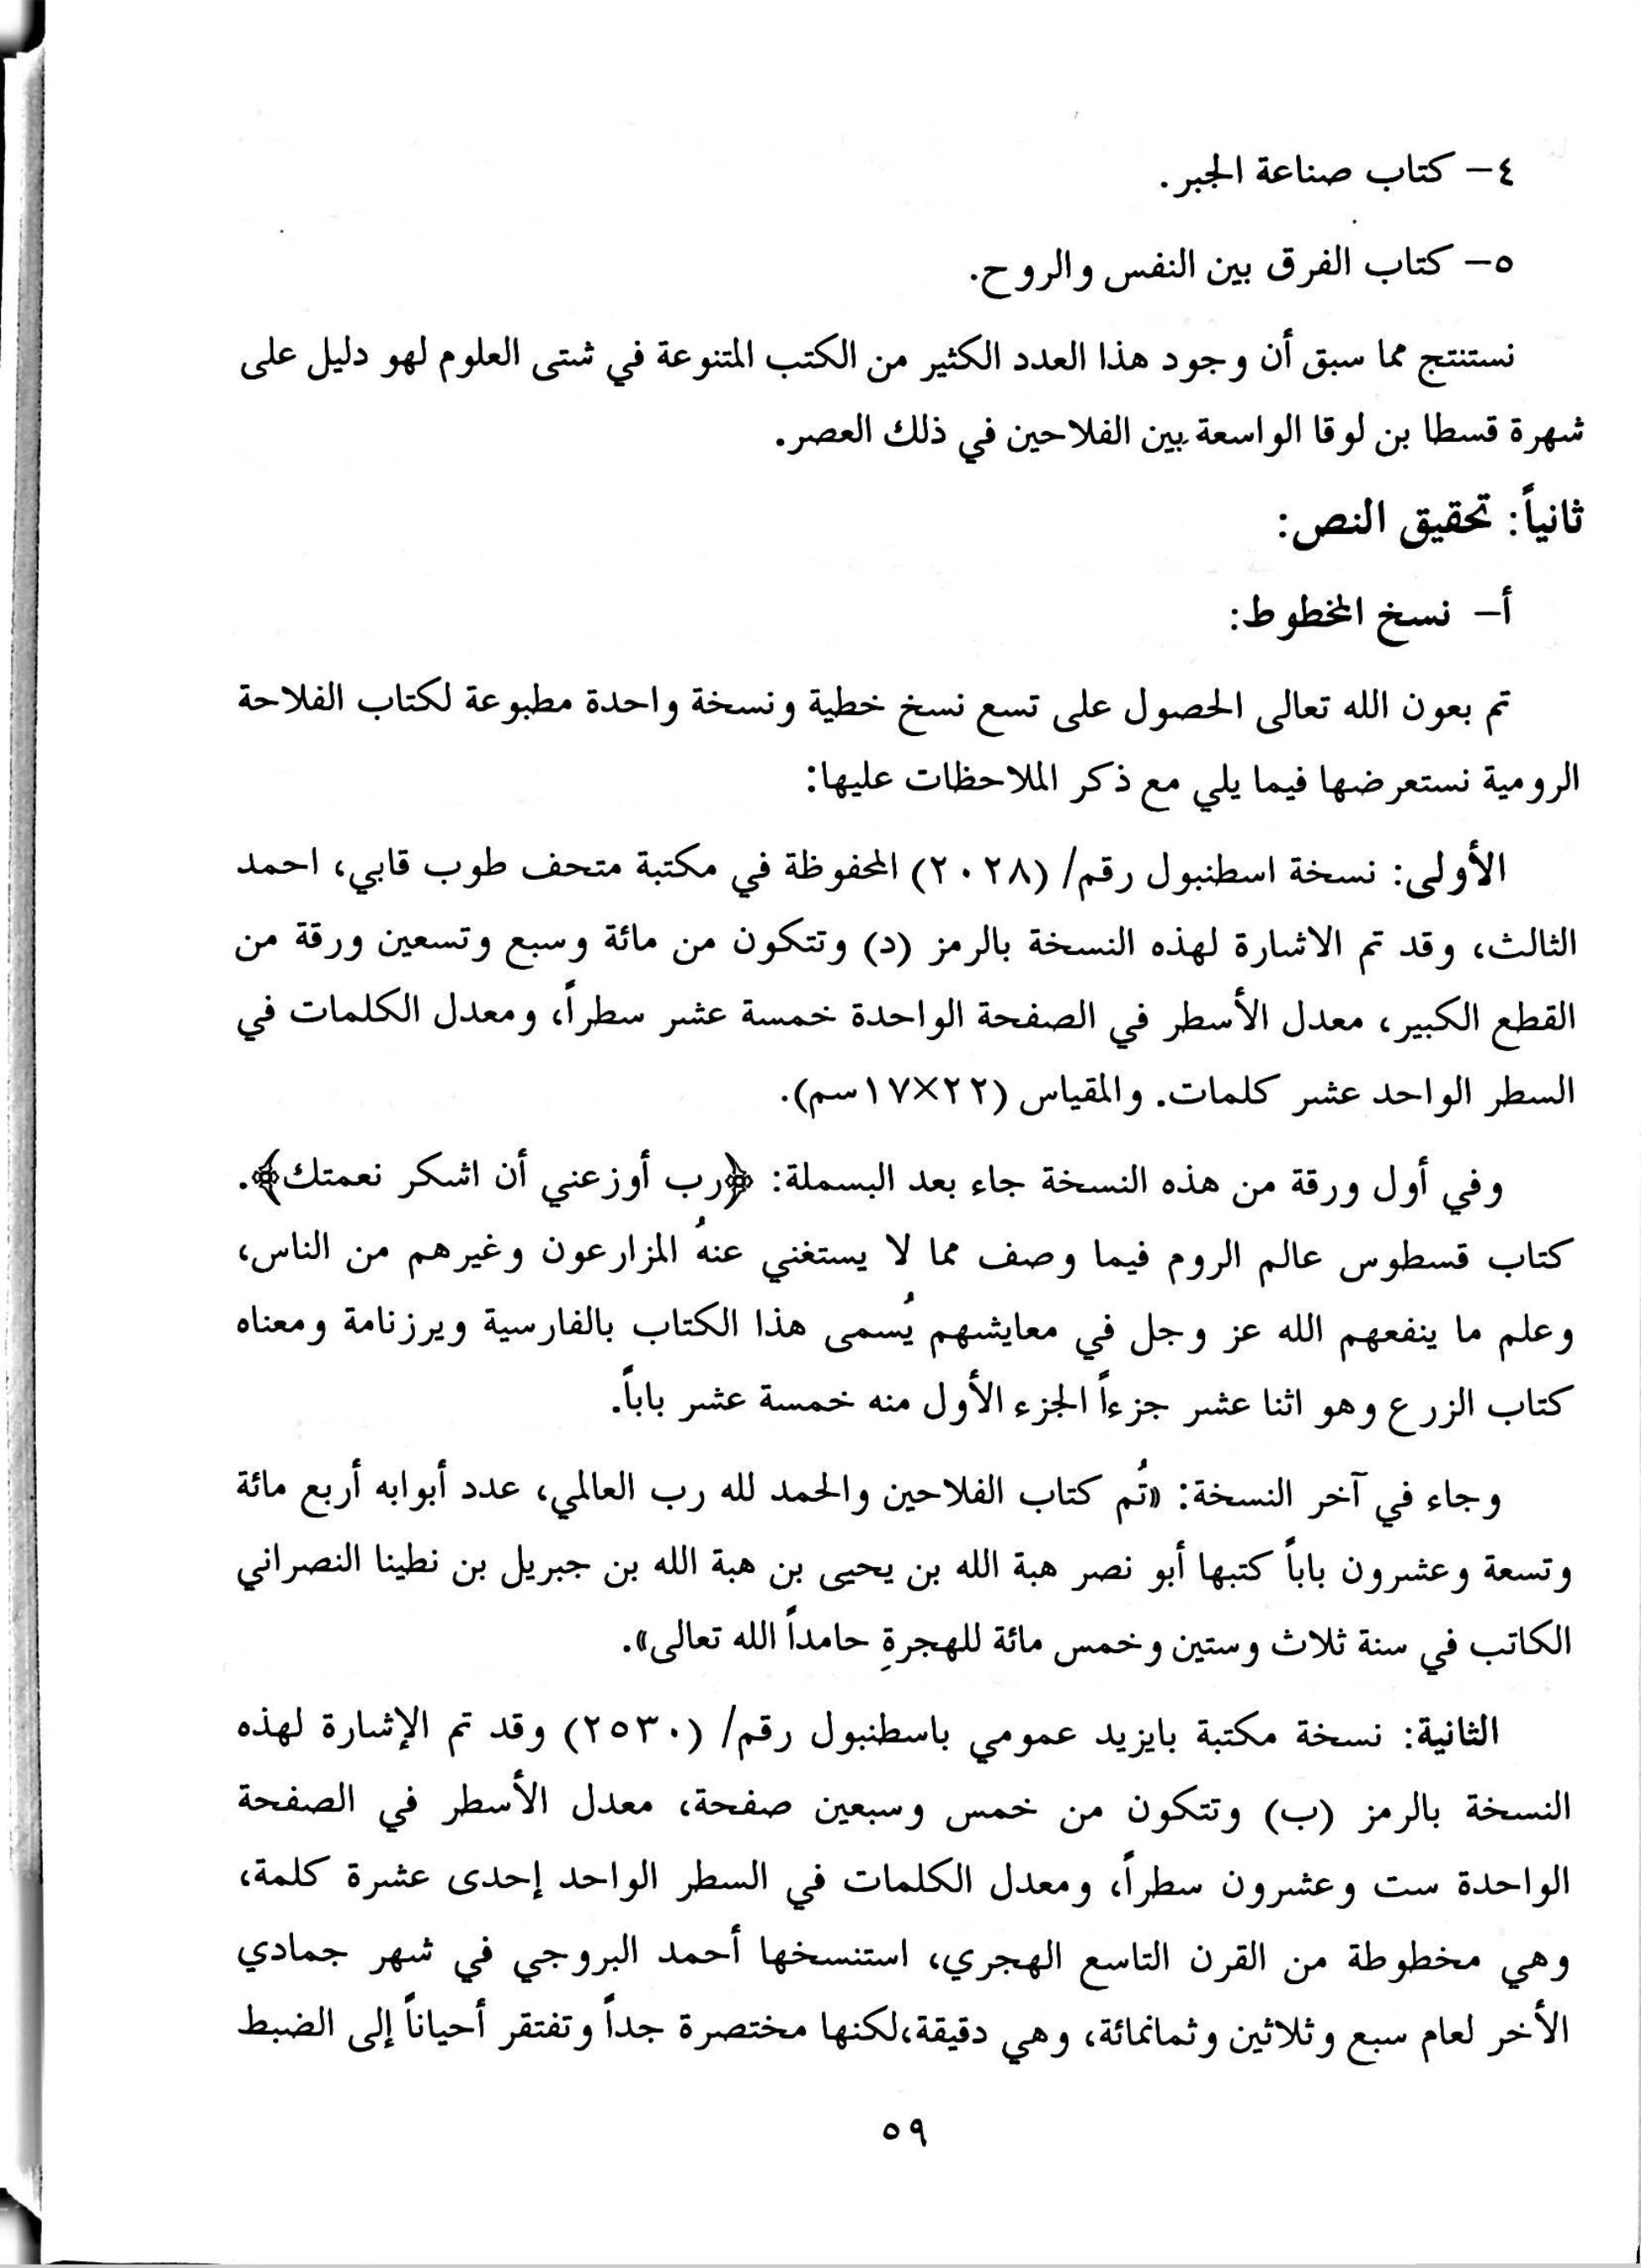 ٤– كتاب صناعة الجبر.
٥– كتاب الفرق بين النفس والروح.
نستنتج مما سبق أن وجود هذا العدد الكثير من الكتب المتنوعة في شتى العلوم لهو دليل على
شهرة قسطا بن لوقا الواسعة بين الفلاحين في ذلك العصر.
ثانياً: تحقيق النص:
أ– نسخ المخطوط:
تم بعون الله تعالى الحصول على تسع نسخ خطية ونسخة واحدة مطبوعة لكتاب الفلاحة
الرومية نستعرضها فيما يلي مع ذكر الملاحظات عليها:
الأولى: نسخة اسطنبول رقم/ (٢٠٢٨) المحفوظة في مكتبة متحف طوب قابي، احمد
الثالث، وقد تم الاشارة لهذه النسخة بالرمز (د) وتتكون من مائة وسبع وتسعين ورقة من
القطع الكبير، معدل الأسطر في الصفحة الواحدة خمسة عشر سطراً، ومعدل الكلمات في
السطر الواحد عشر كلمات. والمقياس (٢٢×١٧سم).
وفي أول ورقة من هذه النسخة جاء بعد البسملة: ﴿رب أوزعني أن اشكر نعمتك﴾.
كتاب قسطوس عالم الروم فيما وصف مما لا يستغني عنهُ المزارعون وغيرهم من الناس،
وعلم ما ينفعهم الله عز وجل في معايشهم يُسمى هذا الكتاب بالفارسية ويرزنامة ومعناه
كتاب الزرع وهو اثنا عشر جزءاً الجزء الأول منه خمسة عشر باباً.
وجاء في آخر النسخة: «تُم كتاب الفلاحين والحمد لله رب العالمي، عدد أبوابه أربع مائة
وتسعة وعشرون باباً كتبها أبو نصر هبة الله بن يحيى بن هبة الله بن جبريل بن نطينا النصراني
الكاتب في سنة ثلاث وستين وخمس مائة للهجرةِ حامداً الله تعالى».
الثانية: نسخة مكتبة بايزيد عمومي باسطنبول رقم/ (٢٥٣٠) وقد تم الإشارة لهذه
النسخة بالرمز (ب) وتتكون من خمس وسبعين صفحة، معدل الأسطر في الصفحة
الواحدة ست وعشرون سطراً، ومعدل الكلمات في السطر الواحد إحدى عشرة كلمة،
وهي مخطوطة من القرن التاسع الهجري، استنسخها أحمد البروجي في شهر جمادي
الأخر لعام سبع وثلاثين وثمانمائة، وهي دقيقة،لكنها مختصرة جداً وتفتقر أحياناً إلى الضبط
٥٩